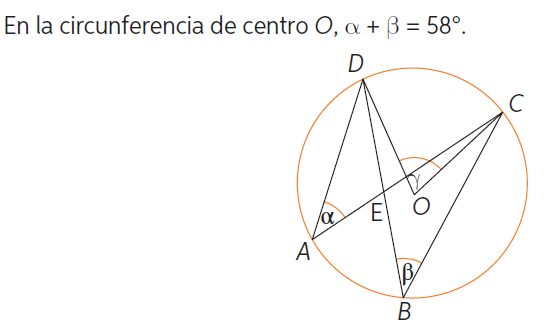 En la circunferencia de centro O, α + β = 58°.
D
C
γ
α
E
O
A
β
B